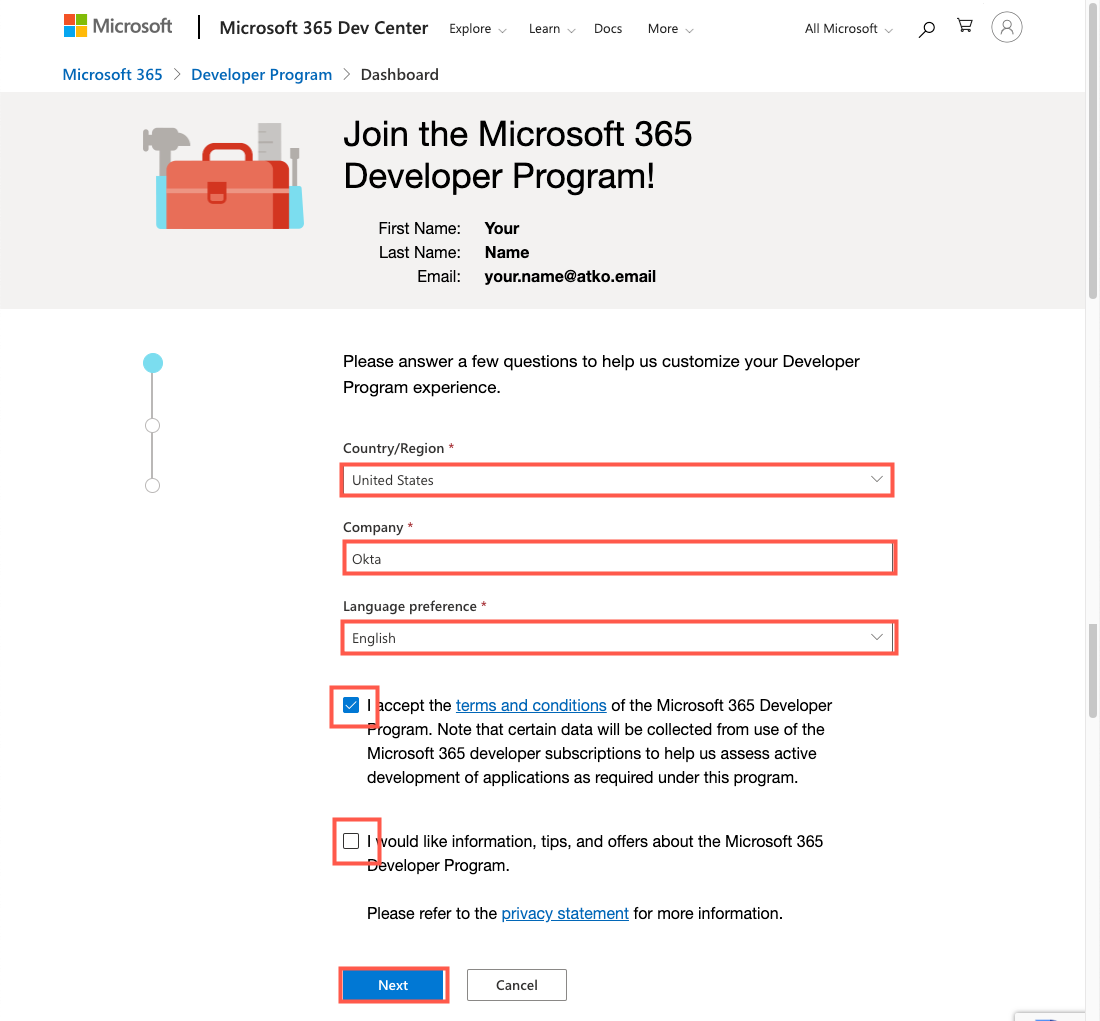 Microsoft | Microsoft 365 Dev Center Explore Learn Docs More All Microsoft
Microsoft 365 > Developer Program > Dashboard
Join the Microsoft 365
Developer Program!
First Name: Your
Last Name: Name
Email: your.name@atko.email
Please answer a few questions to help us customize your Developer
Program experience.
Country/Region *
United States
Company *
Okta
Language preference *
English
I accept the terms and conditions of the Microsoft 365 Developer
Program. Note that certain data will be collected from use of the
Microsoft 365 developer subscriptions to help us assess active
development of applications as required under this program.
I would like information, tips, and offers about the Microsoft 365
Developer Program.
Please refer to the privacy statement for more information.
Next Cancel